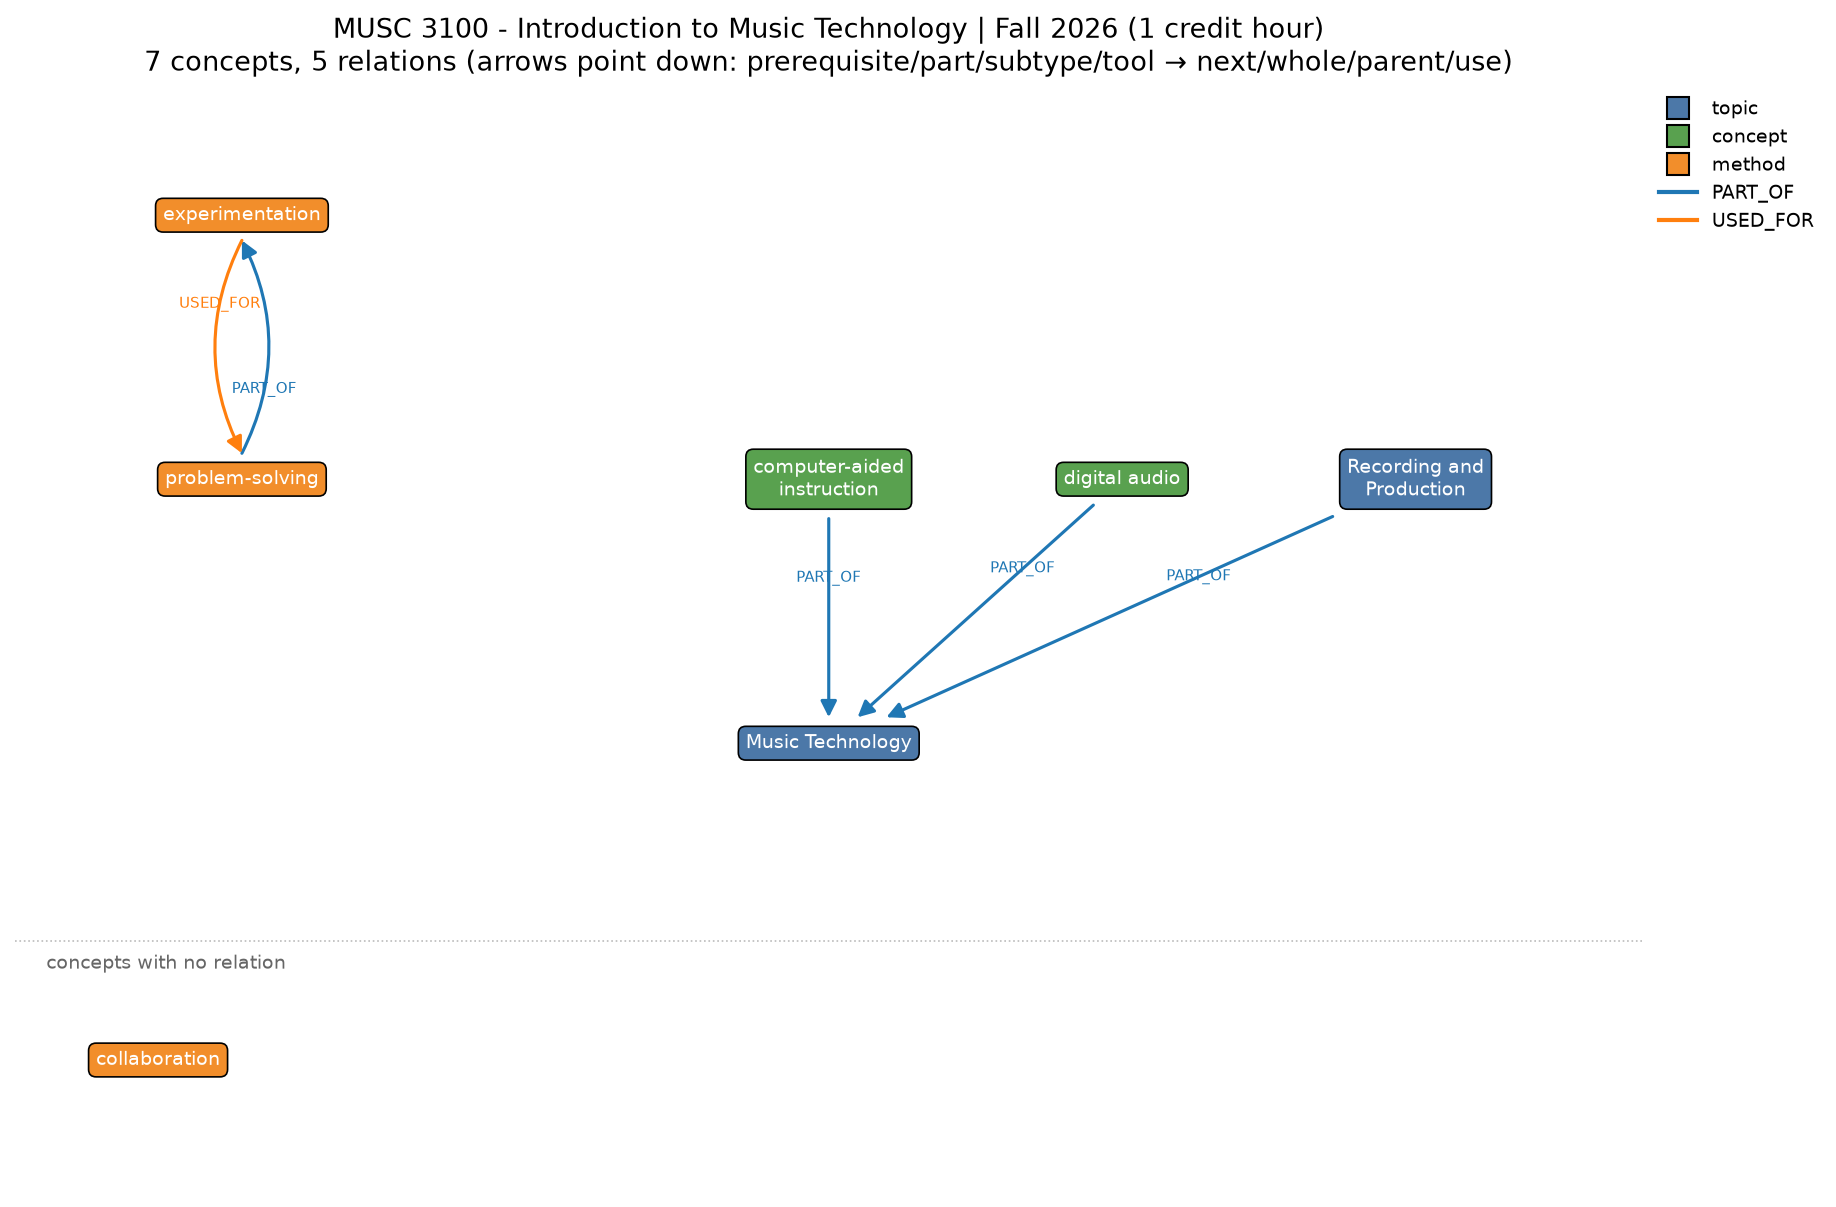 MUSC 3100 - Introduction to Music Technology | Fall 2026 (1 credit hour)
7 concepts, 5 relations (arrows point down: prerequisite/part/subtype/tool → next/whole/parent/use)
topic
concept
method
PART_OF
USED_FOR
experimentation
USED_FOR
PART_OF
problem-solving
computer-aided
instruction
digital audio
Recording and
Production
PART_OF
PART_OF
PART_OF
Music Technology
concepts with no relation
collaboration